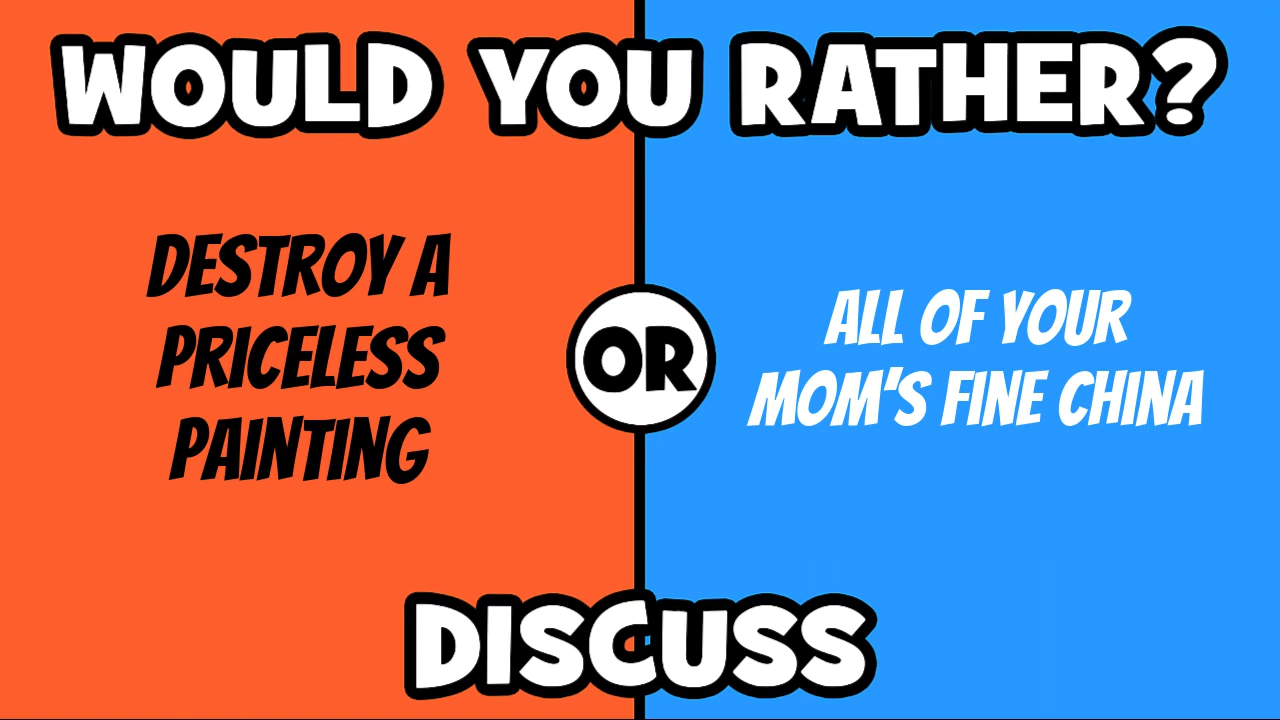 WOULD YOU RATHER?
DESTROY A
PRICELESS
PAINTING
OR
ALL OF YOUR
MOM'S FINE CHINA
DISCUSS